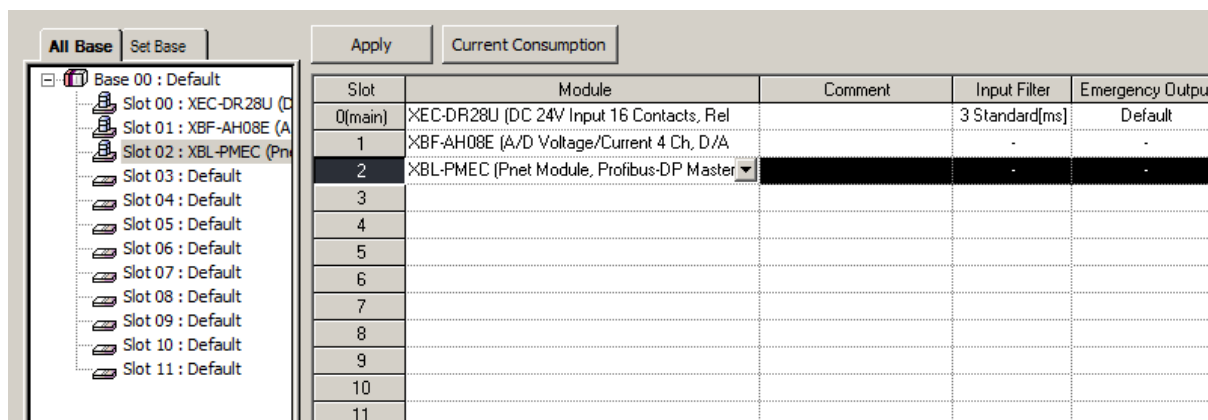 All Base Set Base
Base 00 : Default
Slot 00 : XEC-DR28U (D
Slot 01 : XBF-AH08E (A
Slot 02 : XBL-PMEC (Pn
Slot 03 : Default
Slot 04 : Default
Slot 05 : Default
Slot 06 : Default
Slot 07 : Default
Slot 08 : Default
Slot 09 : Default
Slot 10 : Default
Slot 11 : Default
Apply Current Consumption
Slot Module Comment Input Filter Emergency Outpu
0(main) XEC-DR28U (DC 24V Input 16 Contacts, Rel 3 Standard[ms] Default
1 XBF-AH08E (A/D Voltage/Current 4 Ch, D/A - -
2 XBL-PMEC (Pnet Module, Profibus-DP Master - -
3
4
5
6
7
8
9
10
11